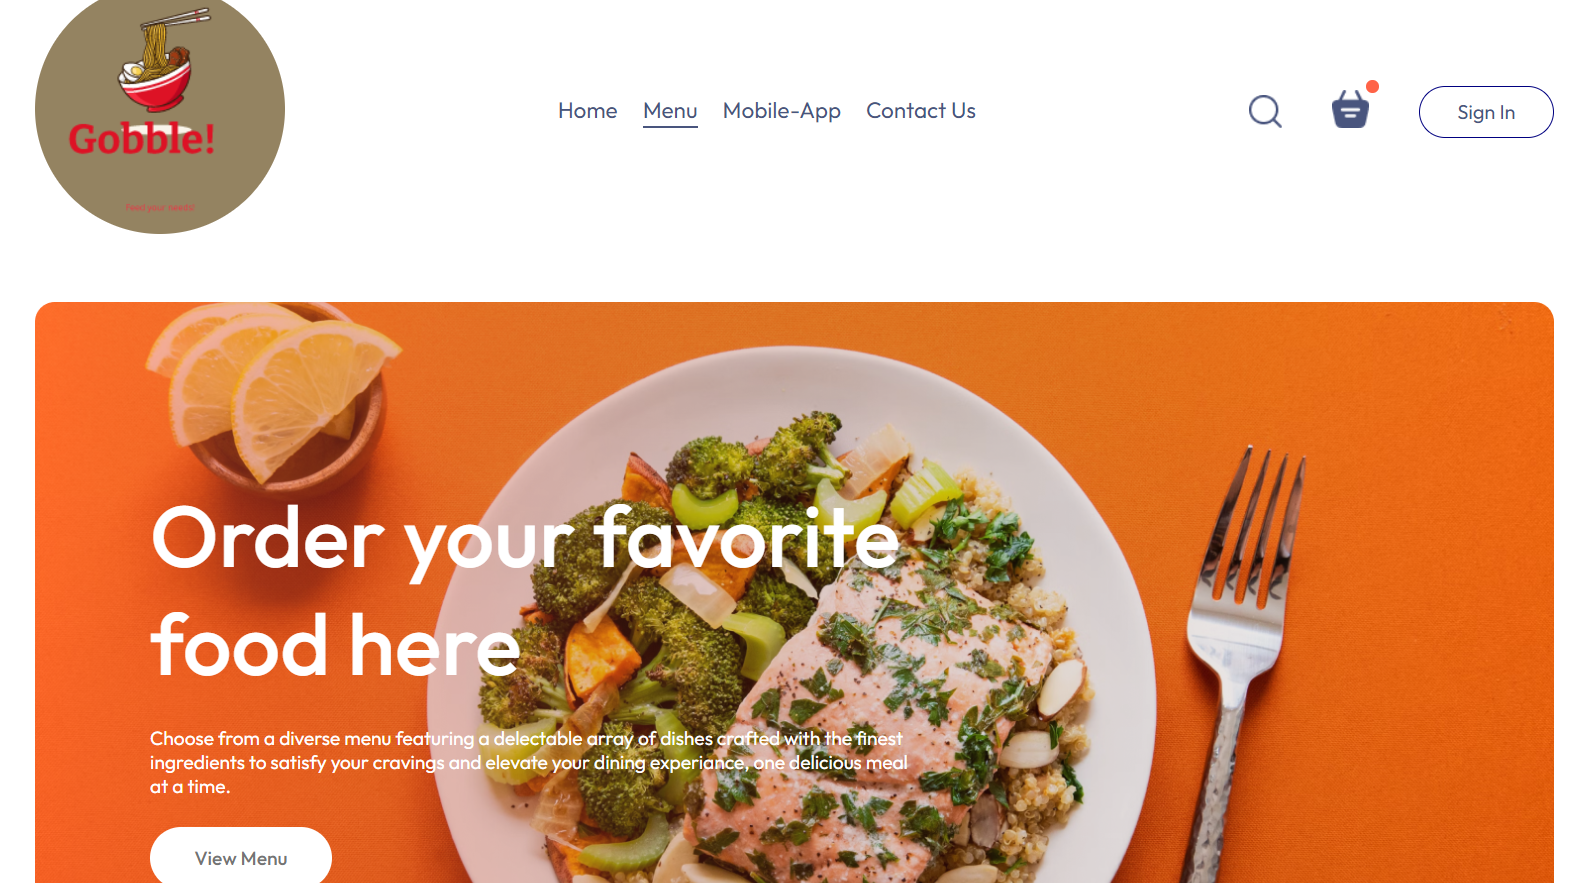 Gobble!
Feed your needs!
Home Menu Mobile-App Contact Us
Sign In
Order your favorite
food here
Choose from a diverse menu featuring a delectable array of dishes crafted with the finest
ingredients to satisfy your cravings and elevate your dining experiance, one delicious meal
at a time.
View Menu